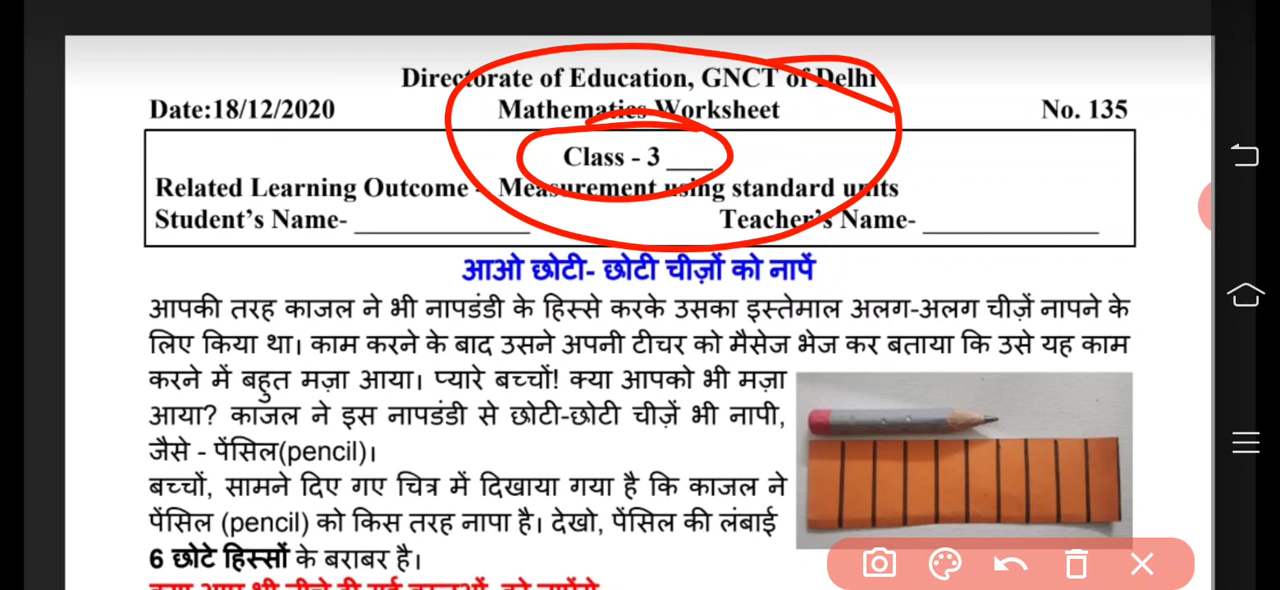 Directorate of Education, GNCT of Delhi
Date:18/12/2020 Mathematics Worksheet No. 135
Class - 3 ___
Related Learning Outcome - Measurement using standard units
Student's Name- _____________ Teacher's Name- _____________
आओ छोटी- छोटी चीज़ों को नापें
आपकी तरह काजल ने भी नापडंडी के हिस्से करके उसका इस्तेमाल अलग-अलग चीज़ें नापने के
लिए किया था। काम करने के बाद उसने अपनी टीचर को मैसेज भेज कर बताया कि उसे यह काम
करने में बहुत मज़ा आया। प्यारे बच्चों! क्या आपको भी मज़ा
आया? काजल ने इस नापडंडी से छोटी-छोटी चीज़ें भी नापी,
जैसे - पेंसिल(pencil)।
बच्चों, सामने दिए गए चित्र में दिखाया गया है कि काजल ने
पेंसिल (pencil) को किस तरह नापा है। देखो, पेंसिल की लंबाई
6 छोटे हिस्सों के बराबर है।